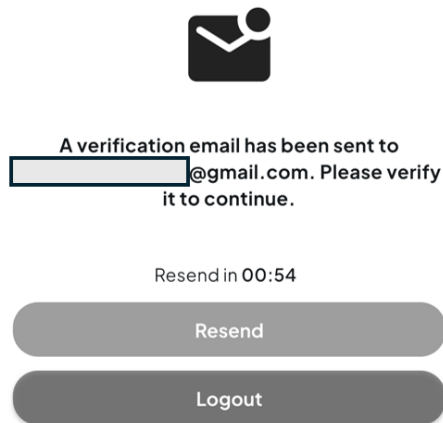 A verification email has been sent to
@gmail.com. Please verify
it to continue.
Resend in 00:54
Resend
Logout